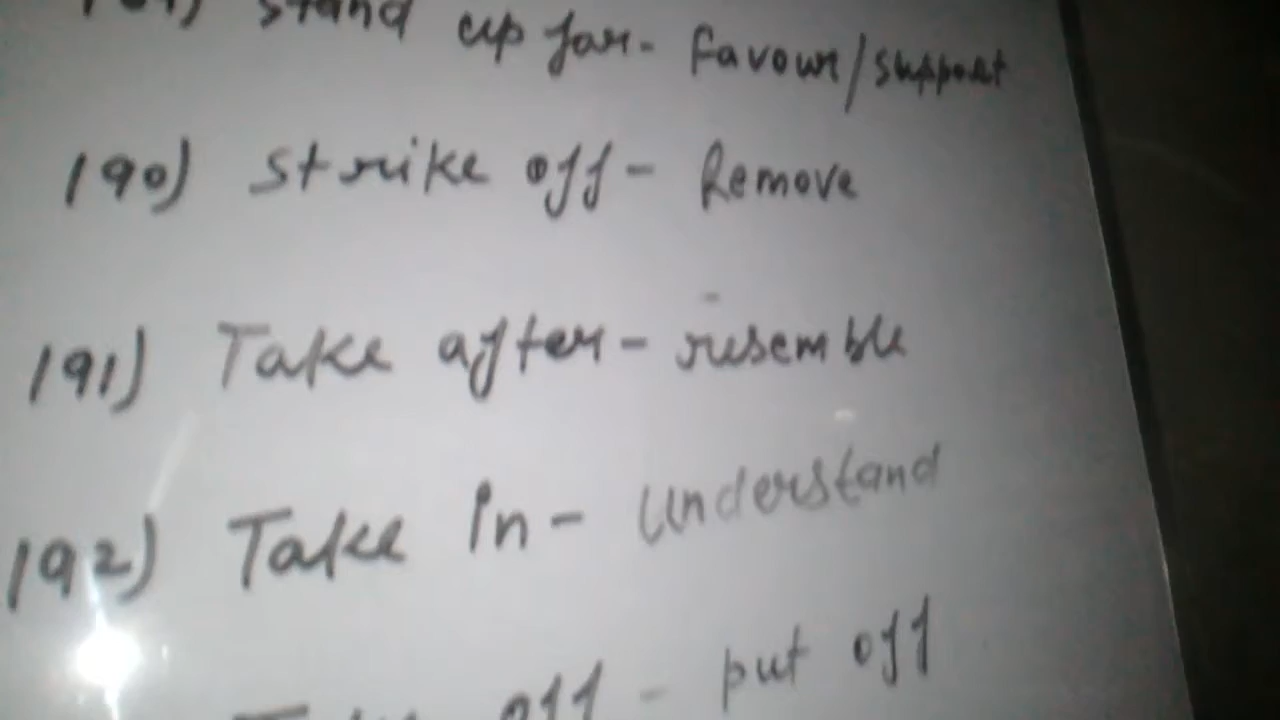 stand up for- favour/support
190) Strike off- Remove
191) Take after- resemble
192) Take in- Understand
off - put off